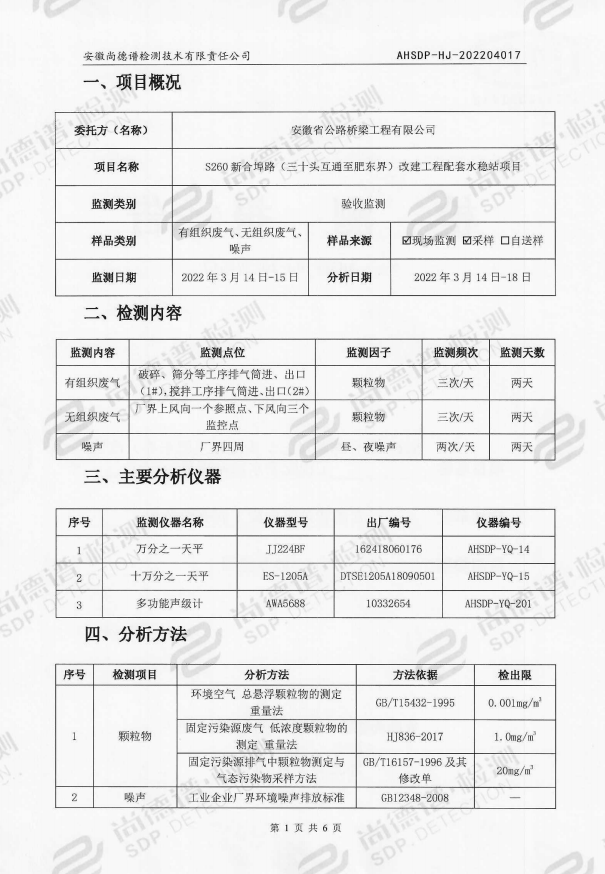 安徽尚德谱检测技术有限责任公司 AHSDP-HJ-202204017
一、项目概况
委托方（名称） 安徽省公路桥梁工程有限公司
项目名称 S260 新合埠路（三十头互通至肥东界）改建工程配套水稳站项目
监测类别 验收监测
样品类别 有组织废气、无组织废气、噪声 样品来源 ☑现场监测 ☑采样 ☐自送样
监测日期 2022 年 3 月 14 日-15 日 分析日期 2022 年 3 月 14 日-18 日
二、检测内容
监测内容 监测点位 监测因子 监测频次 监测天数
有组织废气 破碎、筛分等工序排气筒进、出口（1#）,搅拌工序排气筒进、出口（2#） 颗粒物 三次/天 两天
无组织废气 厂界上风向一个参照点、下风向三个监控点 颗粒物 三次/天 两天
噪声 厂界四周 昼、夜噪声 两次/天 两天
三、主要分析仪器
序号 监测仪器名称 仪器型号 出厂编号 仪器编号
1 万分之一天平 JJ224BF 162418060176 AHSDP-YQ-14
2 十万分之一天平 ES-1205A DTSE1205A18090501 AHSDP-YQ-15
3 多功能声级计 AWA5688 10332654 AHSDP-YQ-201
四、分析方法
序号 检测项目 分析方法 方法依据 检出限
1 颗粒物 环境空气 总悬浮颗粒物的测定 重量法 GB/T15432-1995 0.001mg/m³
固定污染源废气 低浓度颗粒物的测定 重量法 HJ836-2017 1.0mg/m³
固定污染源排气中颗粒物测定与气态污染物采样方法 GB/T16157-1996 及其修改单 20mg/m³
2 噪声 工业企业厂界环境噪声排放标准 GB12348-2008 —
第 1 页 共 6 页
尚德谱·检测
SDP. DETECTION